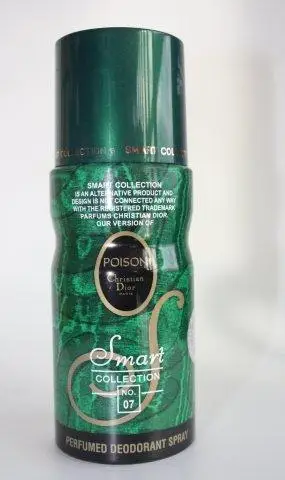 SMART COLLECTION
SMART COLLECTION
IS AN ALTERNATIVE PRODUCT AND
DESIGN IS NOT CONNECTED ANY WAY
WITH THE REGISTERED TRADEMARK
PARFUMS CHRISTIAN DIOR,
OUR VERSION OF
POISON
Christian
Dior
PARIS
Smart
COLLECTION
NO.
07
PERFUMED DEODORANT SPRAY